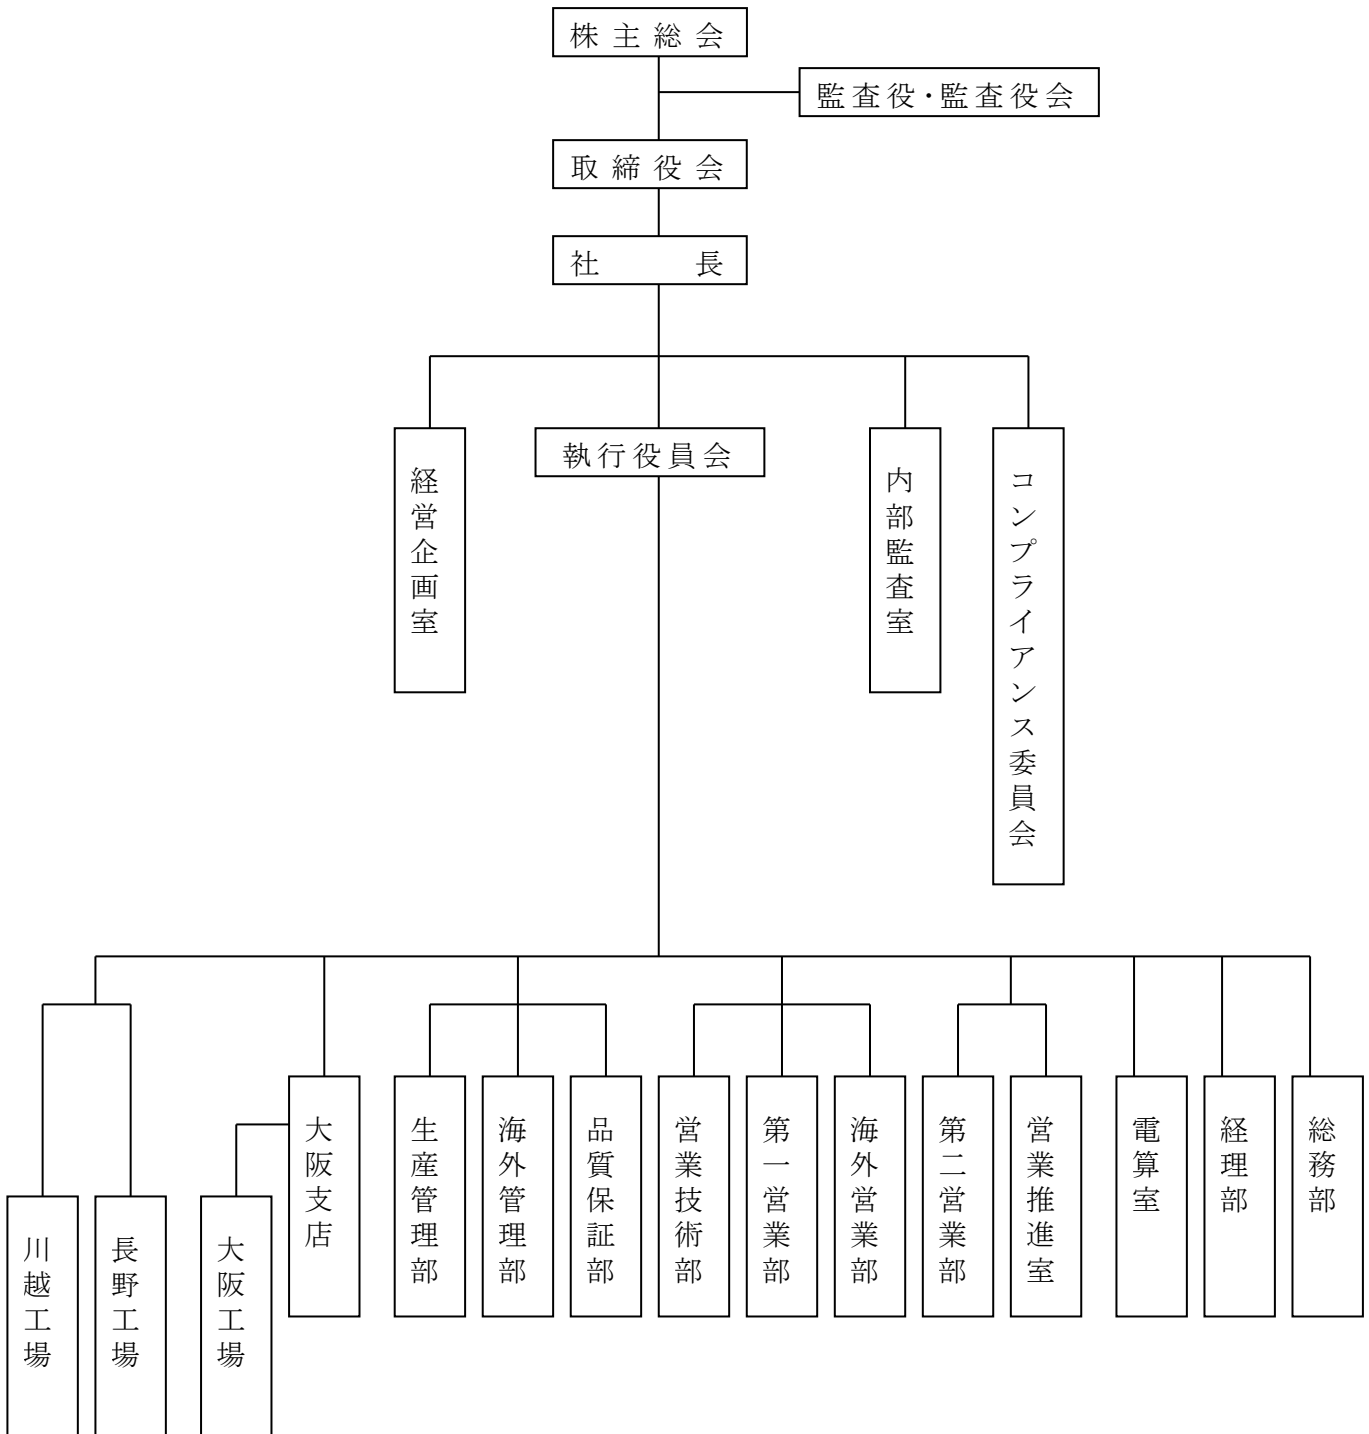 株主総会
監査役・監査役会
取締役会
社長
経営企画室
執行役員会
内部監査室
コンプライアンス委員会
川越工場
長野工場
大阪工場
大阪支店
生産管理部
海外管理部
品質保証部
営業技術部
第一営業部
海外営業部
第二営業部
営業推進室
電算室
経理部
総務部